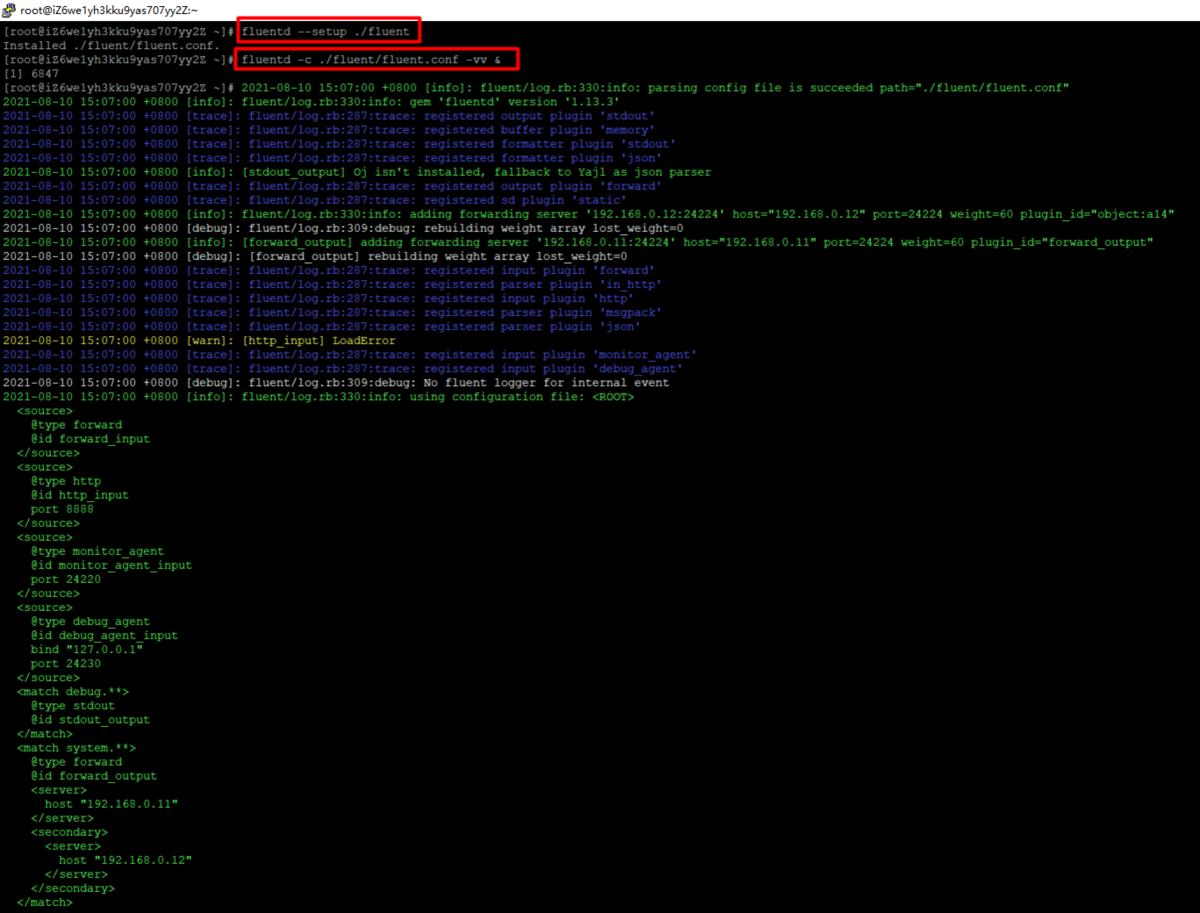 root@iZ6we1yh3kku9yas707yy2Z:~
[root@iZ6we1yh3kku9yas707yy2Z ~]# fluentd --setup ./fluent
Installed ./fluent/fluent.conf.
[root@iZ6we1yh3kku9yas707yy2Z ~]# fluentd -c ./fluent/fluent.conf -vv &
[1] 6847
[root@iZ6we1yh3kku9yas707yy2Z ~]# 2021-08-10 15:07:00 +0800 [info]: fluent/log.rb:330:info: parsing config file is succeeded path="./fluent/fluent.conf"
2021-08-10 15:07:00 +0800 [info]: fluent/log.rb:330:info: gem 'fluentd' version '1.13.3'
2021-08-10 15:07:00 +0800 [trace]: fluent/log.rb:287:trace: registered output plugin 'stdout'
2021-08-10 15:07:00 +0800 [trace]: fluent/log.rb:287:trace: registered buffer plugin 'memory'
2021-08-10 15:07:00 +0800 [trace]: fluent/log.rb:287:trace: registered formatter plugin 'stdout'
2021-08-10 15:07:00 +0800 [trace]: fluent/log.rb:287:trace: registered formatter plugin 'json'
2021-08-10 15:07:00 +0800 [info]: [stdout_output] Oj isn't installed, fallback to Yajl as json parser
2021-08-10 15:07:00 +0800 [trace]: fluent/log.rb:287:trace: registered output plugin 'forward'
2021-08-10 15:07:00 +0800 [trace]: fluent/log.rb:287:trace: registered sd plugin 'static'
2021-08-10 15:07:00 +0800 [info]: fluent/log.rb:330:info: adding forwarding server '192.168.0.12:24224' host="192.168.0.12" port=24224 weight=60 plugin_id="object:a14"
2021-08-10 15:07:00 +0800 [debug]: fluent/log.rb:309:debug: rebuilding weight array lost_weight=0
2021-08-10 15:07:00 +0800 [info]: [forward_output] adding forwarding server '192.168.0.11:24224' host="192.168.0.11" port=24224 weight=60 plugin_id="forward_output"
2021-08-10 15:07:00 +0800 [debug]: [forward_output] rebuilding weight array lost_weight=0
2021-08-10 15:07:00 +0800 [trace]: fluent/log.rb:287:trace: registered input plugin 'forward'
2021-08-10 15:07:00 +0800 [trace]: fluent/log.rb:287:trace: registered parser plugin 'in_http'
2021-08-10 15:07:00 +0800 [trace]: fluent/log.rb:287:trace: registered input plugin 'http'
2021-08-10 15:07:00 +0800 [trace]: fluent/log.rb:287:trace: registered parser plugin 'msgpack'
2021-08-10 15:07:00 +0800 [trace]: fluent/log.rb:287:trace: registered parser plugin 'json'
2021-08-10 15:07:00 +0800 [warn]: [http_input] LoadError
2021-08-10 15:07:00 +0800 [trace]: fluent/log.rb:287:trace: registered input plugin 'monitor_agent'
2021-08-10 15:07:00 +0800 [trace]: fluent/log.rb:287:trace: registered input plugin 'debug_agent'
2021-08-10 15:07:00 +0800 [debug]: fluent/log.rb:309:debug: No fluent logger for internal event
2021-08-10 15:07:00 +0800 [info]: fluent/log.rb:330:info: using configuration file: <ROOT>
  <source>
    @type forward
    @id forward_input
  </source>
  <source>
    @type http
    @id http_input
    port 8888
  </source>
  <source>
    @type monitor_agent
    @id monitor_agent_input
    port 24220
  </source>
  <source>
    @type debug_agent
    @id debug_agent_input
    bind "127.0.0.1"
    port 24230
  </source>
  <match debug.**>
    @type stdout
    @id stdout_output
  </match>
  <match system.**>
    @type forward
    @id forward_output
    <server>
      host "192.168.0.11"
    </server>
    <secondary>
      <server>
        host "192.168.0.12"
      </server>
    </secondary>
  </match>